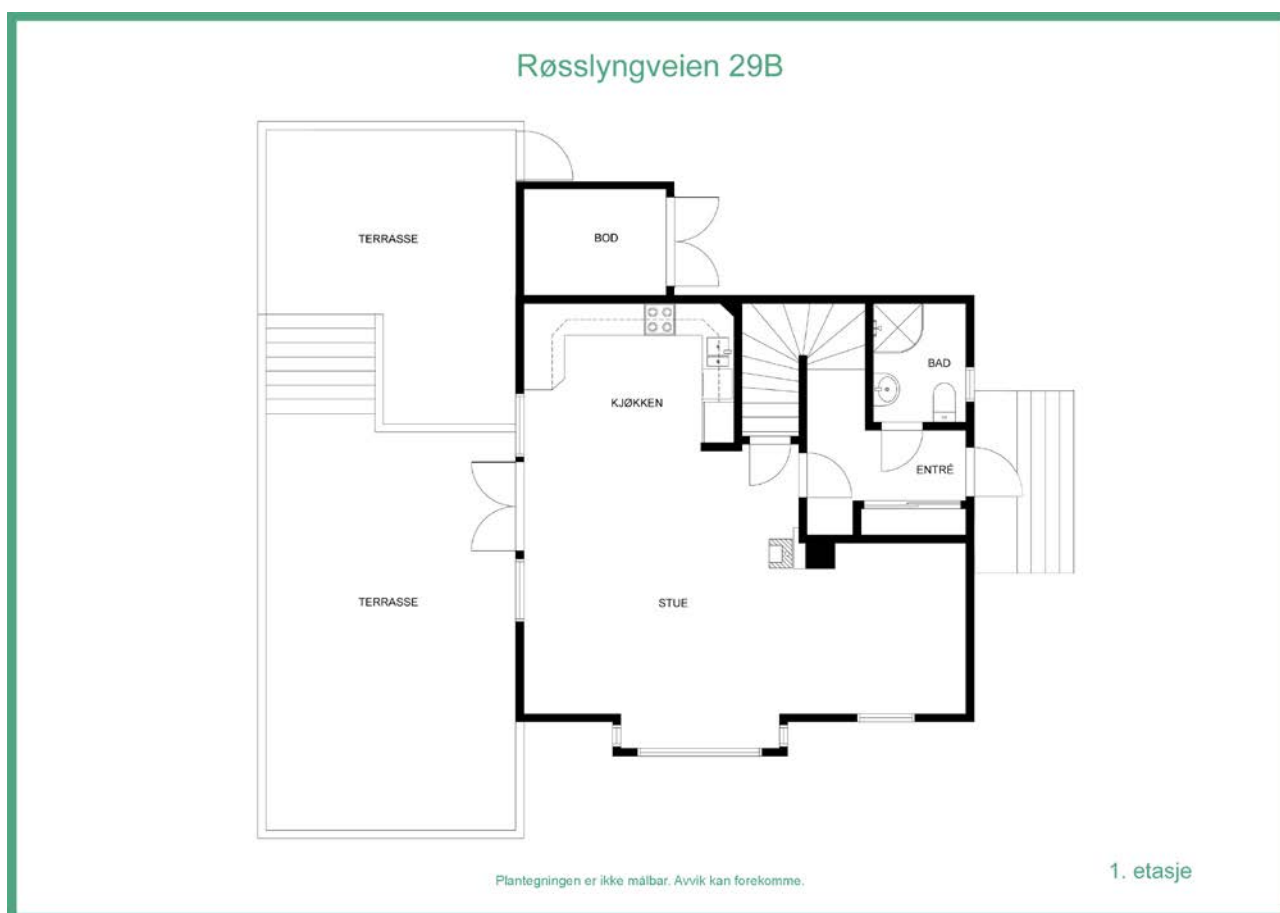 Røsslyngveien 29B
TERRASSE
BOD
BAD
KJØKKEN
ENTRÉ
TERRASSE
STUE
1. etasje
Plantegningen er ikke målbar. Avvik kan forekomme.